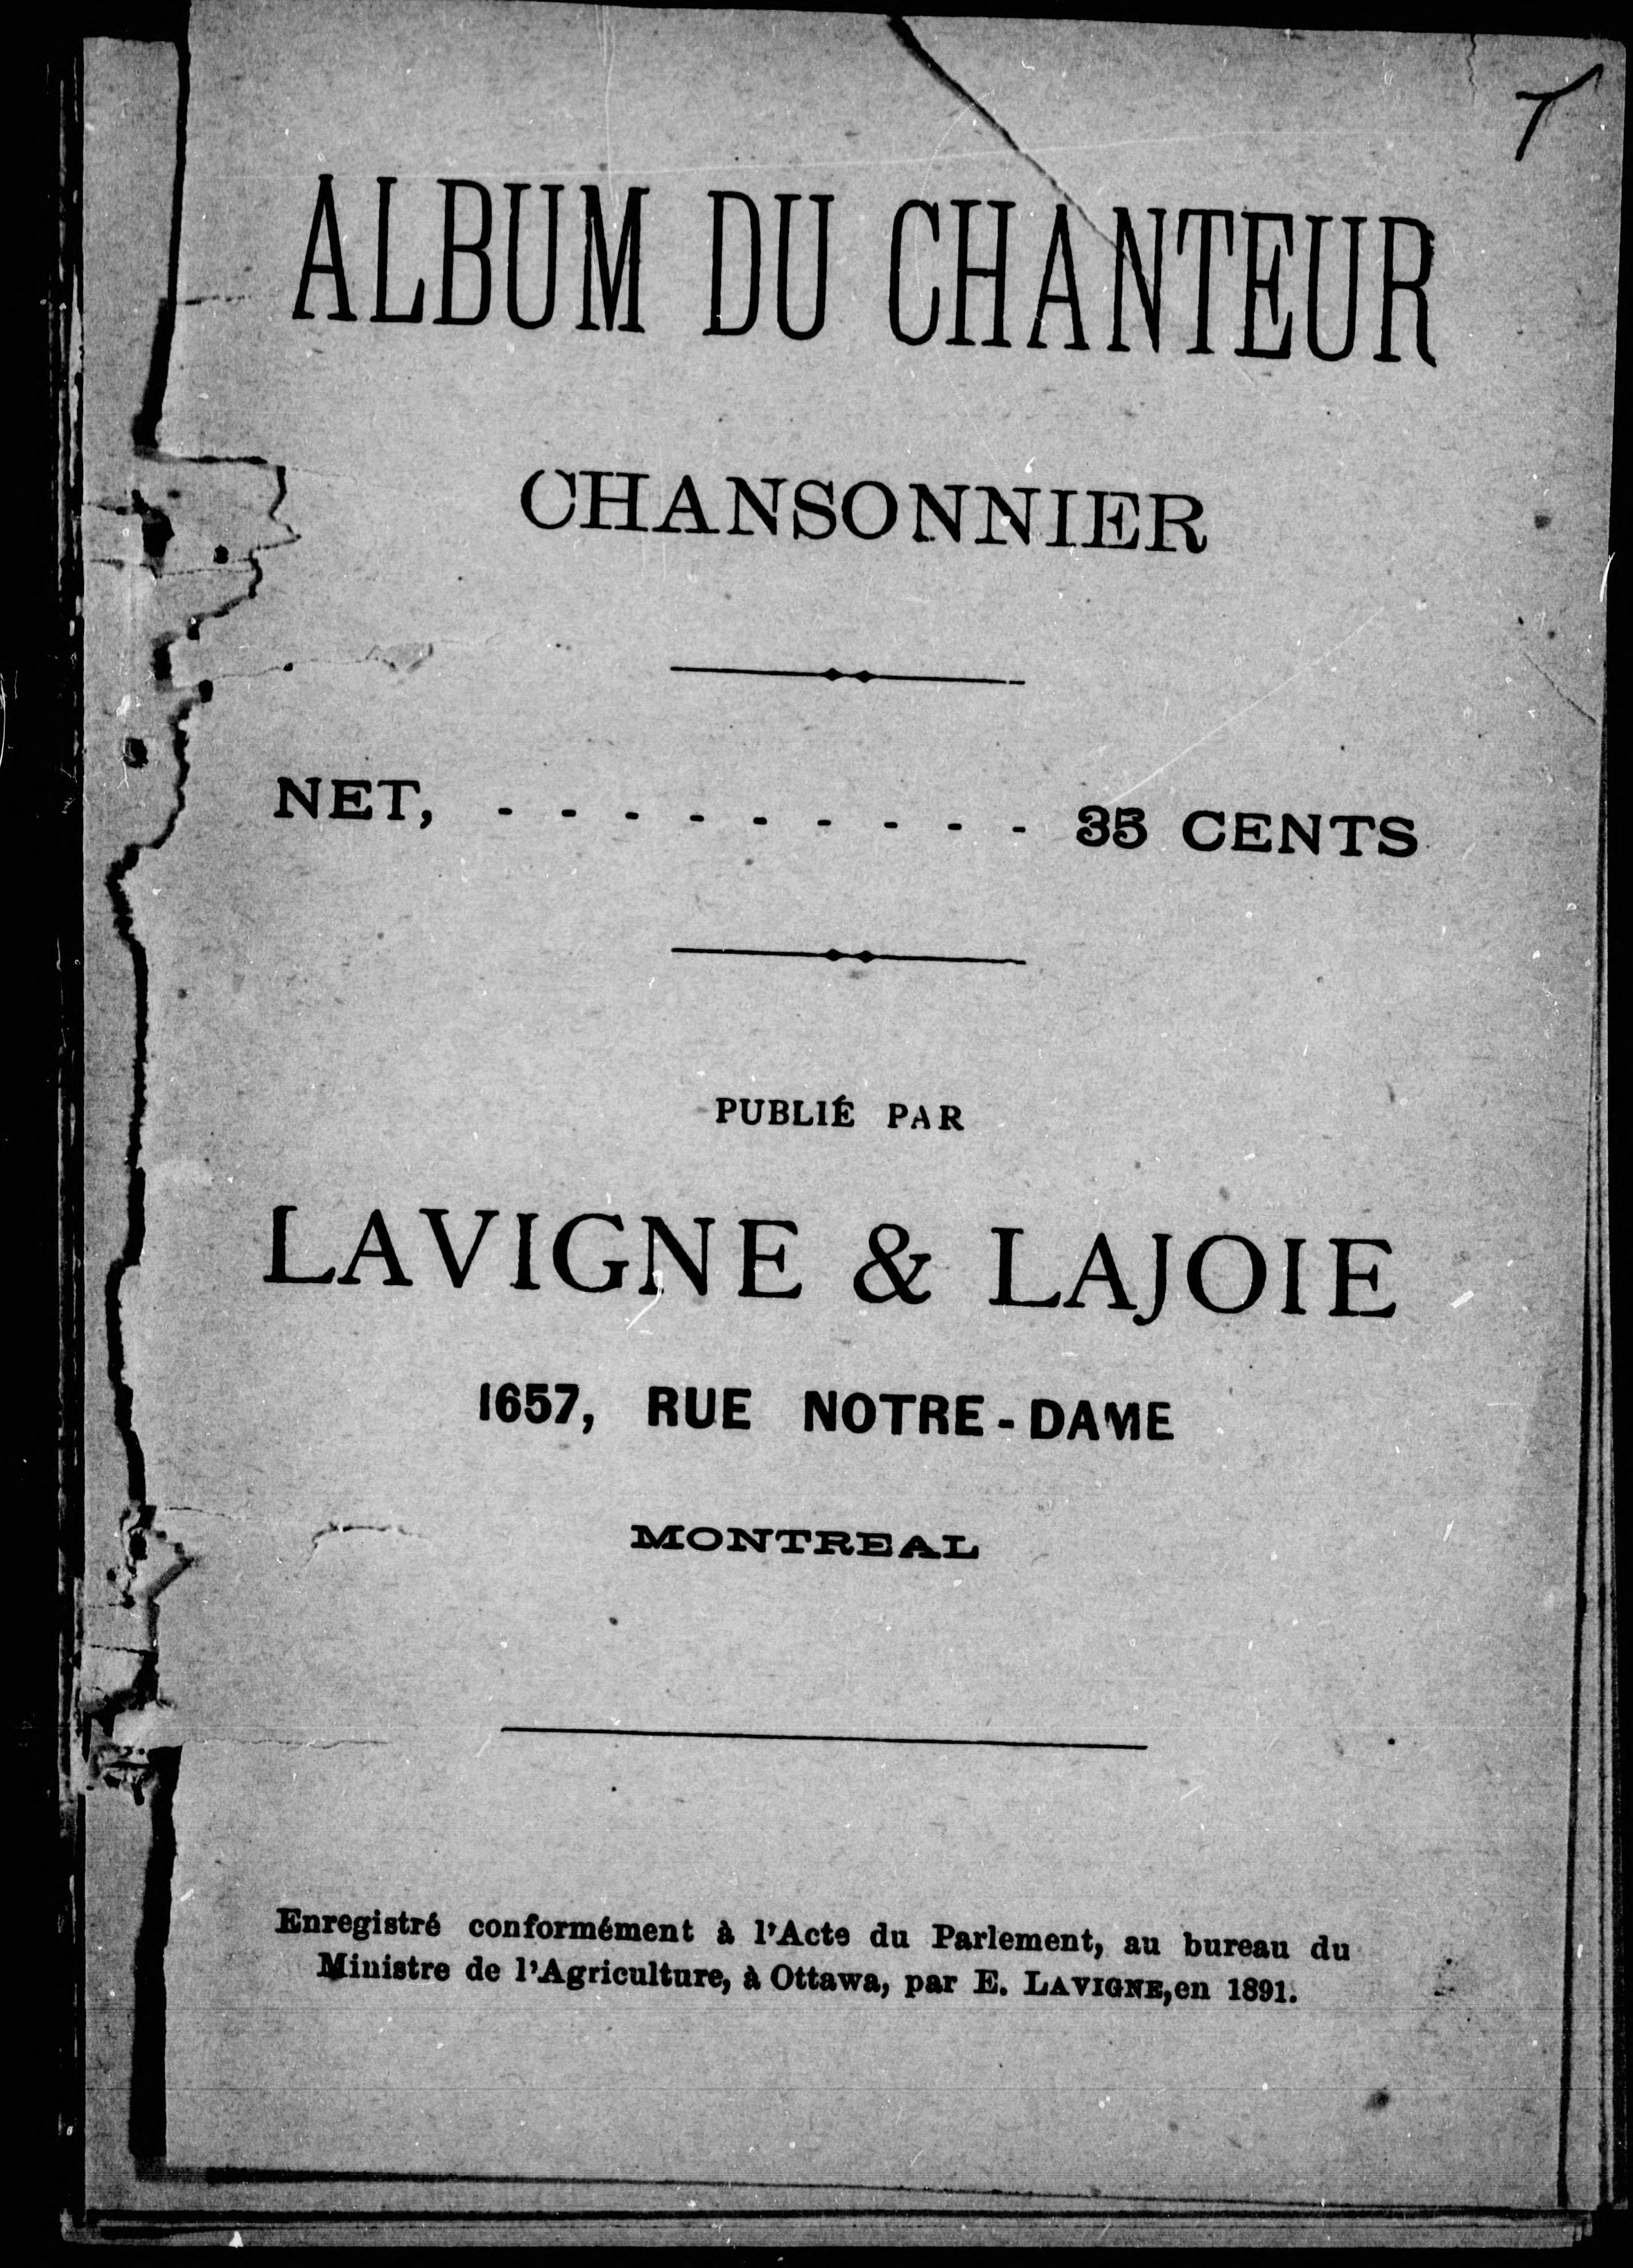 ALBUM DU CHANTEUR
CHANSONNIER
NET, - - - - - - - - - 35 CENTS
PUBLIÉ PAR
LAVIGNE & LAJOIE
1657, RUE NOTRE-DAME
MONTREAL
Enregistré conformément à l'Acte du Parlement, au bureau du
Ministre de l'Agriculture, à Ottawa, par E. LAVIGNE, en 1891.